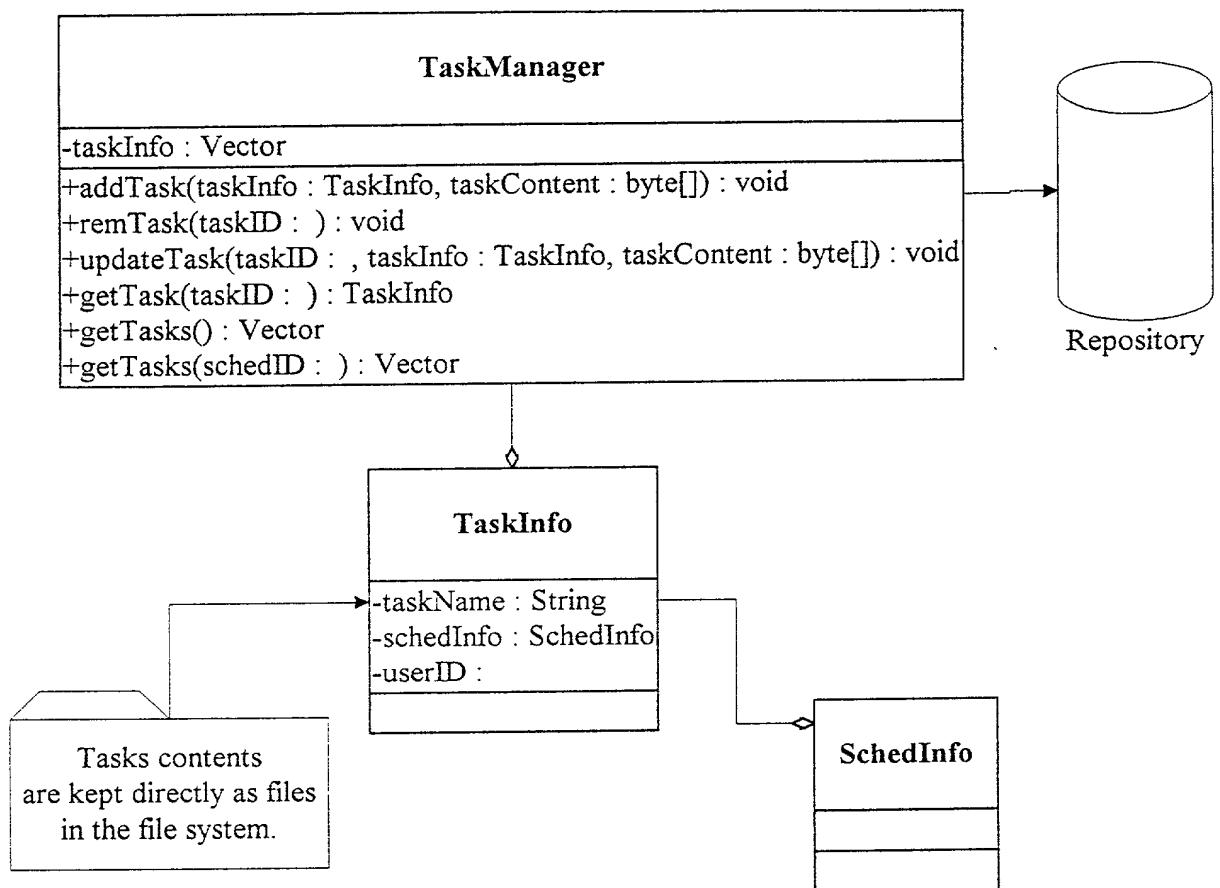 TaskManager
-taskInfo : Vector
+addTask(taskInfo : TaskInfo, taskContent : byte[]) : void
+remTask(taskID : ) : void
+updateTask(taskID : , taskInfo : TaskInfo, taskContent : byte[]) : void
+getTask(taskID : ) : TaskInfo
+getTasks() : Vector
+getTasks(schedID : ) : Vector
Repository
TaskInfo
-taskName : String
-schedInfo : SchedInfo
-userID :
Tasks contents
are kept directly as files
in the file system.
SchedInfo